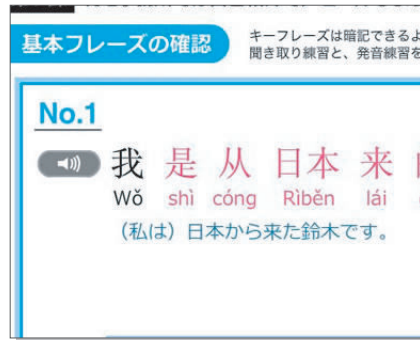 基本フレーズの確認
キーフレーズは暗記できるよ
聞き取り練習と、発音練習を
No.1
我 是 从 日本 来
Wǒ shì cóng Rìběn lái
（私は）日本から来た鈴木です。